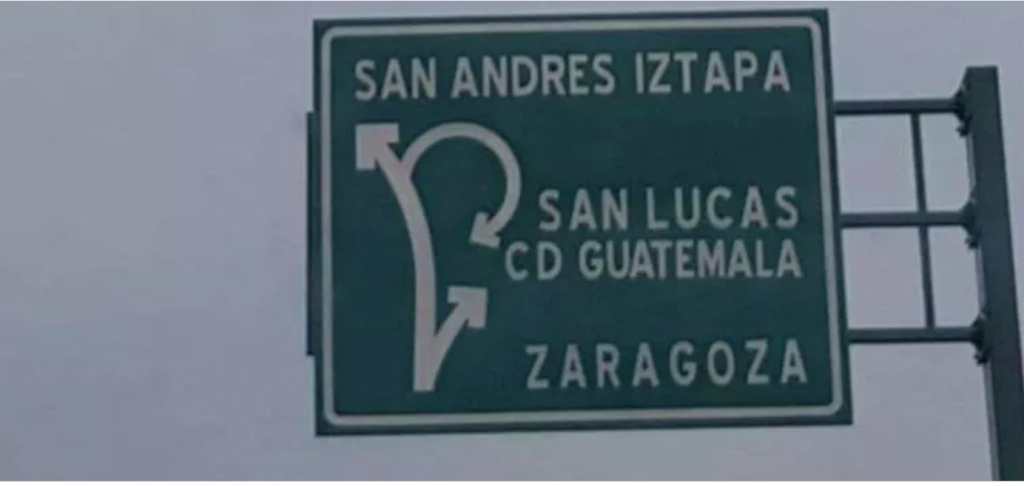 SAN ANDRES IZTAPA
SAN LUCAS
CD GUATEMALA
ZARAGOZA